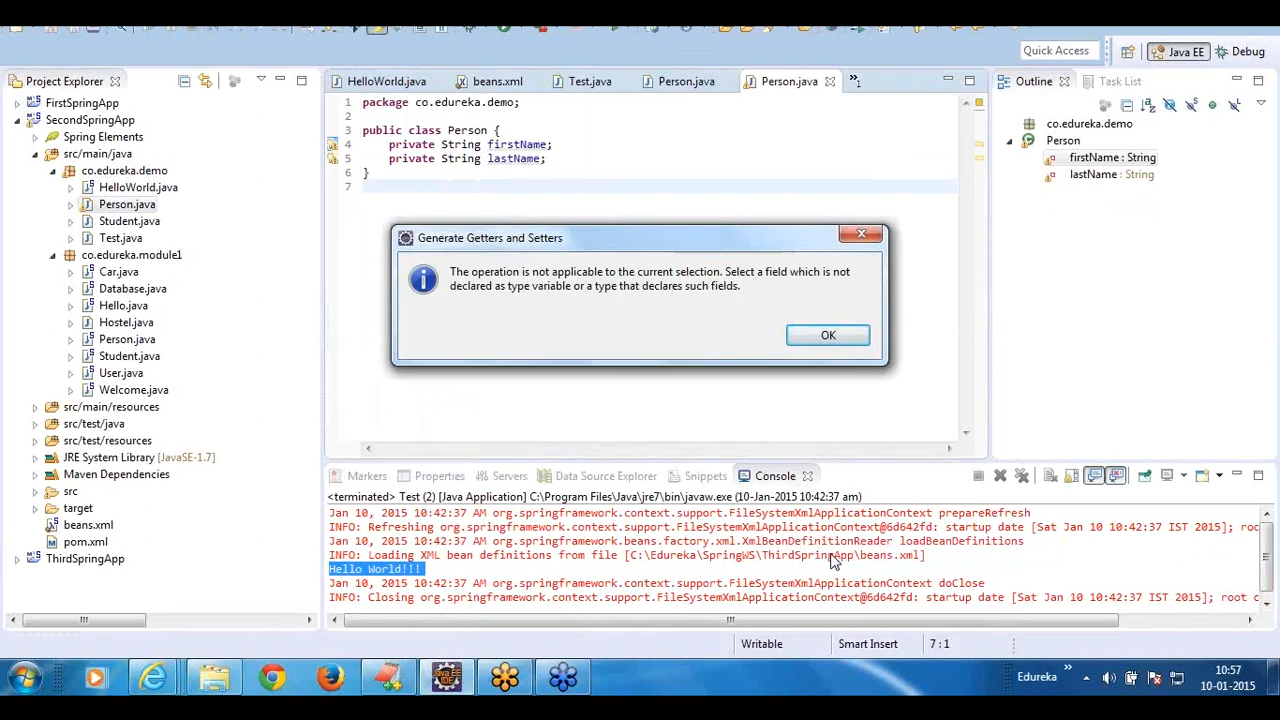 Quick Access
Java EE
Debug
Project Explorer
HelloWorld.java
beans.xml
Test.java
Person.java
Person.java
»1
Outline
Task List
FirstSpringApp
SecondSpringApp
Spring Elements
src/main/java
co.edureka.demo
HelloWorld.java
Person.java
Student.java
Test.java
co.edureka.module1
Car.java
Database.java
Hello.java
Hostel.java
Person.java
Student.java
User.java
Welcome.java
src/main/resources
src/test/java
src/test/resources
JRE System Library [JavaSE-1.7]
Maven Dependencies
src
target
beans.xml
pom.xml
ThirdSpringApp
1 package co.edureka.demo;
2
3 public class Person {
4 private String firstName;
5 private String lastName;
6 }
7
co.edureka.demo
Person
firstName : String
lastName : String
Generate Getters and Setters
The operation is not applicable to the current selection. Select a field which is not
declared as type variable or a type that declares such fields.
OK
Markers
Properties
Servers
Data Source Explorer
Snippets
Console
<terminated> Test (2) [Java Application] C:\Program Files\Java\jre7\bin\javaw.exe (10-Jan-2015 10:42:37 am)
Jan 10, 2015 10:42:37 AM org.springframework.context.support.FileSystemXmlApplicationContext prepareRefresh
INFO: Refreshing org.springframework.context.support.FileSystemXmlApplicationContext@6d642fd: startup date [Sat Jan 10 10:42:37 IST 2015]; roc
Jan 10, 2015 10:42:37 AM org.springframework.beans.factory.xml.XmlBeanDefinitionReader loadBeanDefinitions
INFO: Loading XML bean definitions from file [C:\Edureka\SpringWS\ThirdSpringApp\beans.xml]
Hello World!!!
Jan 10, 2015 10:42:37 AM org.springframework.context.support.FileSystemXmlApplicationContext doClose
INFO: Closing org.springframework.context.support.FileSystemXmlApplicationContext@6d642fd: startup date [Sat Jan 10 10:42:37 IST 2015]; root c
Writable
Smart Insert
7 : 1
Java EE
IDE
Edureka
»
10:57
10-01-2015